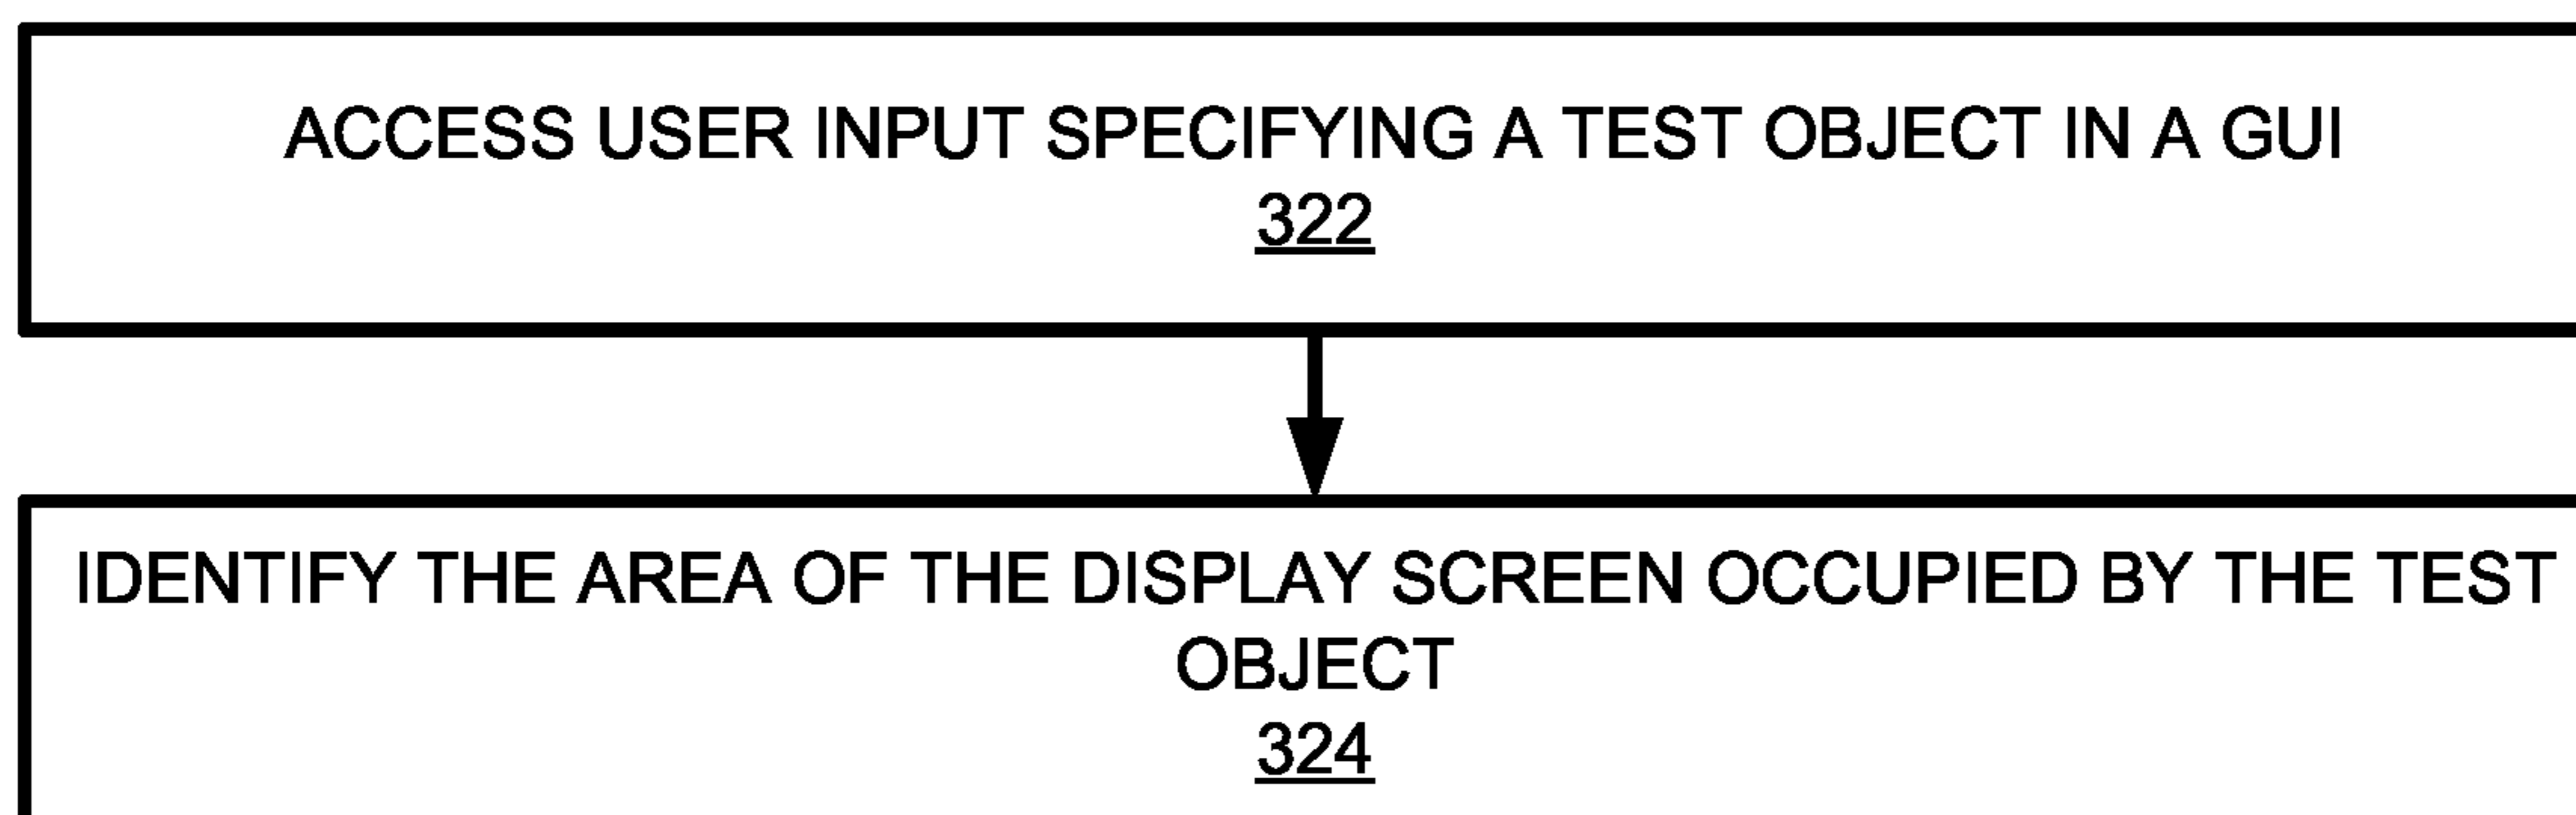 ACCESS USER INPUT SPECIFYING A TEST OBJECT IN A GUI
322
IDENTIFY THE AREA OF THE DISPLAY SCREEN OCCUPIED BY THE TEST
OBJECT
324